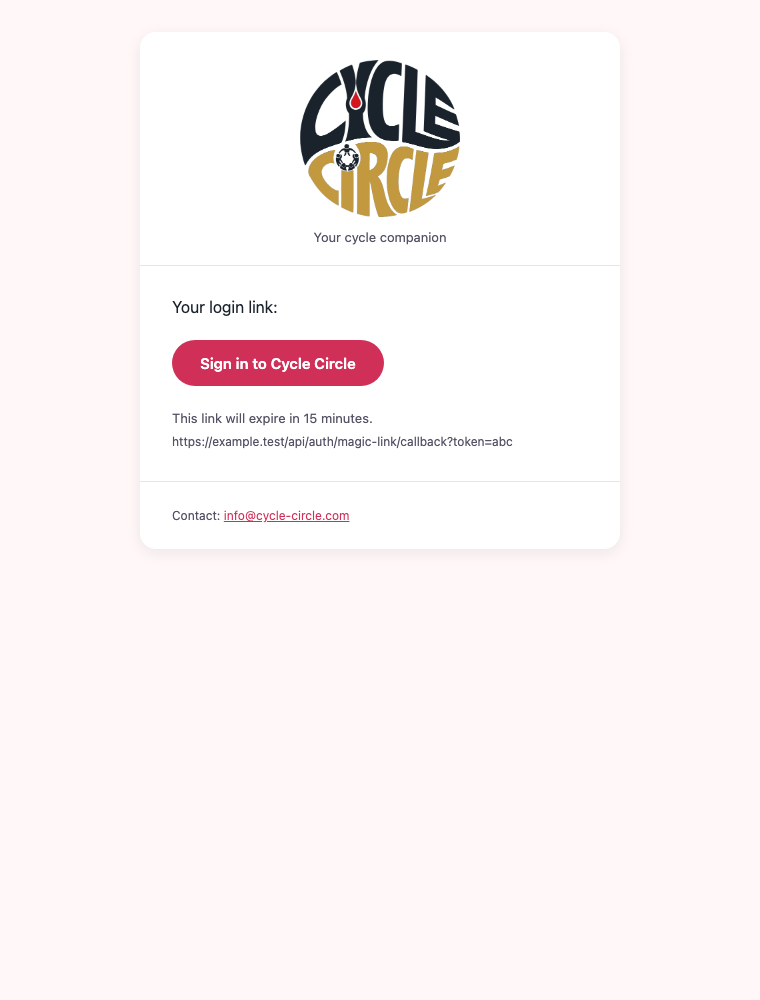 CYCLE
CIRCLE
Your cycle companion
Your login link:
Sign in to Cycle Circle
This link will expire in 15 minutes.
https://example.test/api/auth/magic-link/callback?token=abc
Contact: info@cycle-circle.com